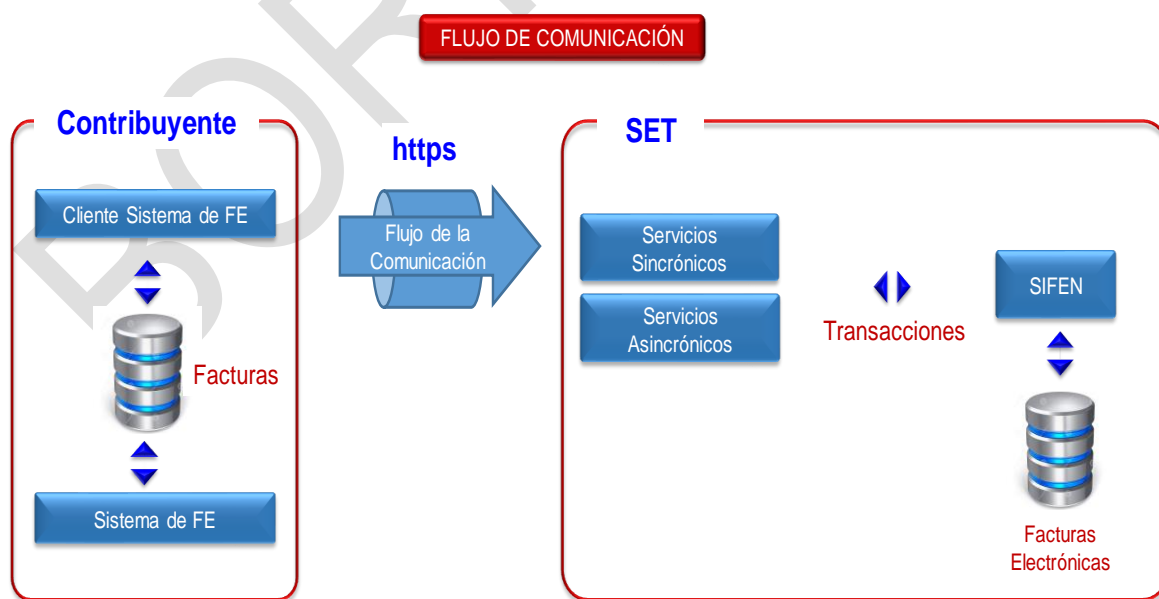 FLUJO DE COMUNICACIÓN
Contribuyente
Cliente Sistema de FE
Facturas
Sistema de FE
https
Flujo de la
Comunicación
SET
Servicios
Sincrónicos
Servicios
Asincrónicos
Transacciones
SIFEN
Facturas
Electrónicas